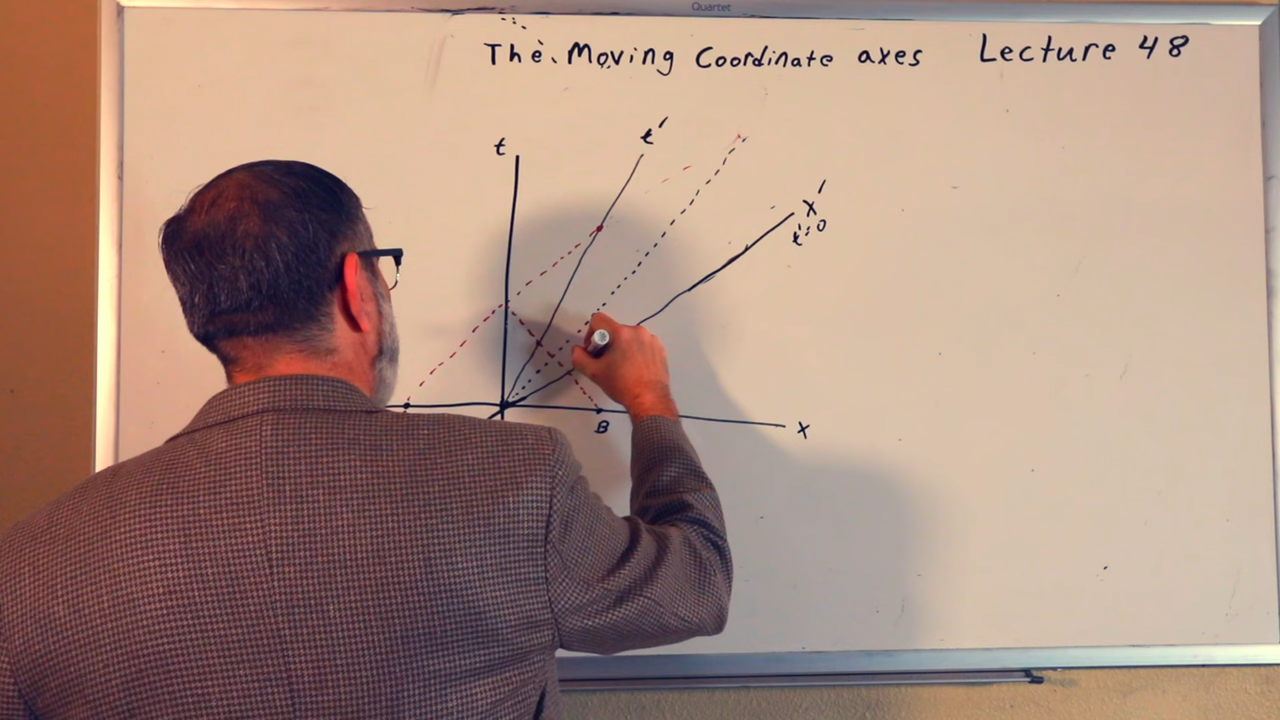 Quartet
The Moving Coordinate axes Lecture 48
t
t'
x'
t'=0
B
x